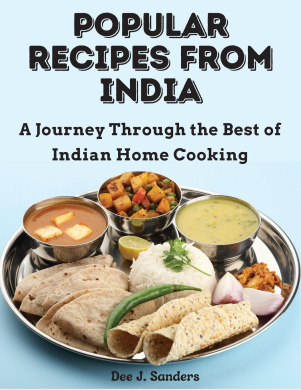 POPULAR
RECIPES FROM
INDIA
A Journey Through the Best of
Indian Home Cooking
Dee J. Sanders